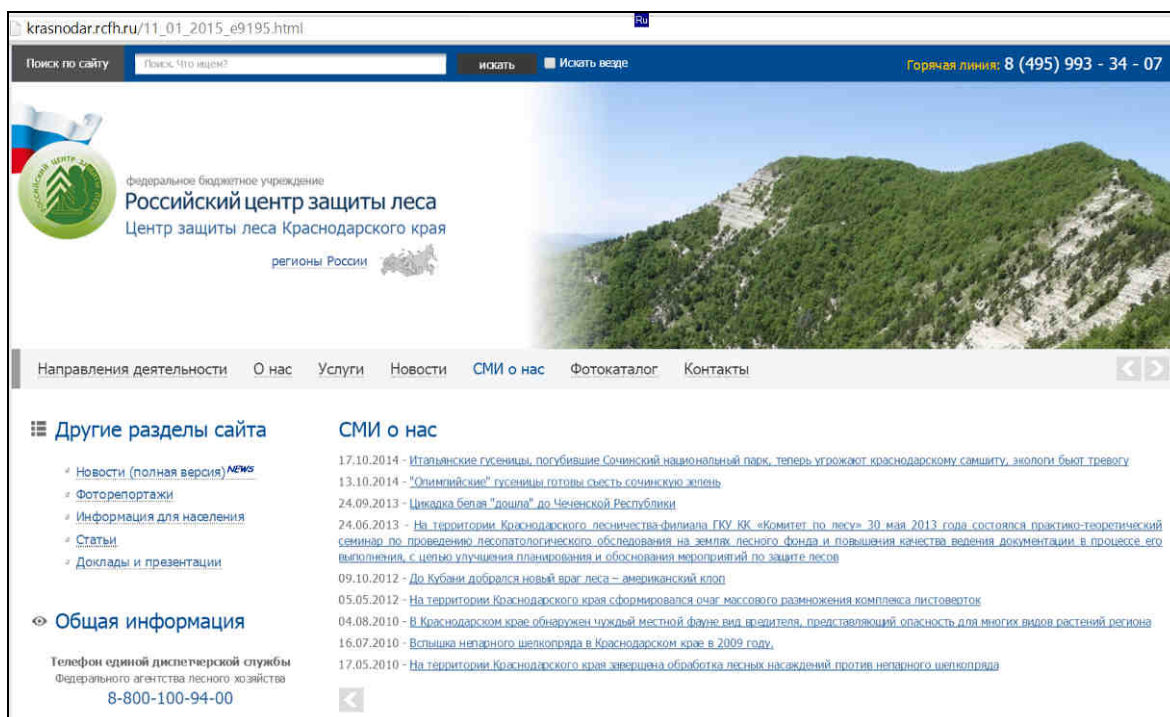 krasnodar.rcfh.ru/11_01_2015_e9195.html
Ru
Поиск по сайту
Поиск. Что ищем?
искать
Искать везде
Горячая линия: 8 (495) 993 - 34 - 07
РОССИЙСКИЙ ЦЕНТР ЗАЩИТЫ ЛЕСА
федеральное бюджетное учреждение
Российский центр защиты леса
Центр защиты леса Краснодарского края
регионы России
Направления деятельности О нас Услуги Новости СМИ о нас Фотокаталог Контакты
Другие разделы сайта
Новости (полная версия) NEWS
Фоторепортажи
Информация для населения
Статьи
Доклады и презентации
Общая информация
Телефон единой диспетчерской службы
Федерального агентства лесного хозяйства
8-800-100-94-00
СМИ о нас
17.10.2014 - Итальянские гусеницы, погубившие Сочинский национальный парк, теперь угрожают краснодарскому самшиту, экологи бьют тревогу
13.10.2014 - "Олимпийские" гусеницы готовы съесть сочинскую зелень
24.09.2013 - Цикадка белая "дошла" до Чеченской Республики
24.06.2013 - На территории Краснодарского лесничества-филиала ГКУ КК «Комитет по лесу» 30 мая 2013 года состоялся практико-теоретический
семинар по проведению лесопатологического обследования на землях лесного фонда и повышения качества ведения документации в процессе его
выполнения, с целью улучшения планирования и обоснования мероприятий по защите лесов
09.10.2012 - До Кубани добрался новый враг леса – американский клоп
05.05.2012 - На территории Краснодарского края сформировался очаг массового размножения комплекса листоверток
04.08.2010 - В Краснодарском крае обнаружен чуждый местной фауне вид вредителя, представляющий опасность для многих видов растений региона
16.07.2010 - Вспышка непарного шелкопряда в Краснодарском крае в 2009 году.
17.05.2010 - На территории Краснодарского края завершена обработка лесных насаждений против непарного шелкопряда